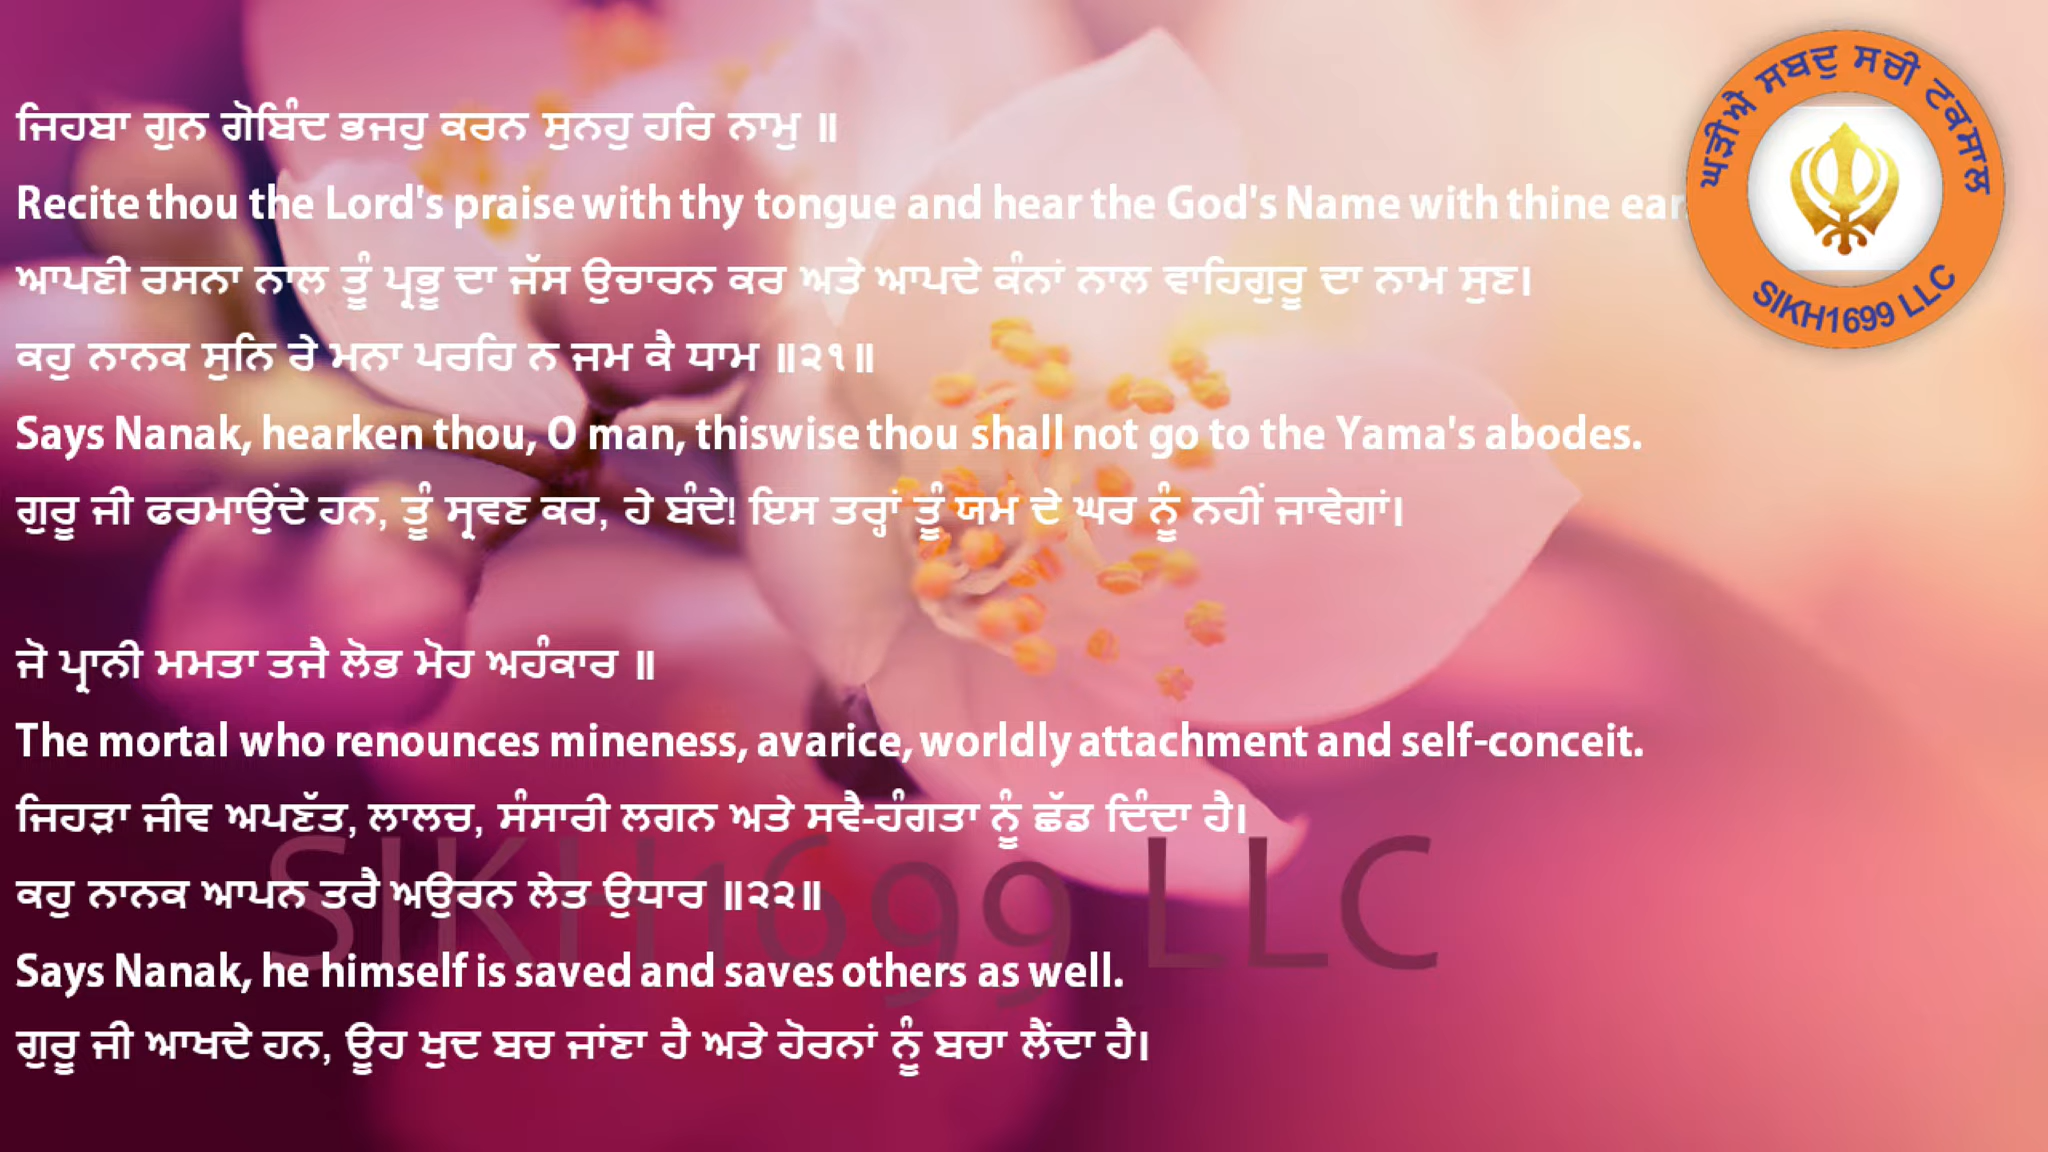 ਜਿਹਬਾ ਗੁਨ ਗੋਬਿੰਦ ਭਜਹੁ ਕਰਨ ਸੁਨਹੁ ਹਰਿ ਨਾਮੁ ॥
Recite thou the Lord's praise with thy tongue and hear the God's Name with thine ear
ਆਪਣੀ ਰਸਨਾ ਨਾਲ ਤੂੰ ਪ੍ਰਭੂ ਦਾ ਜੱਸ ਉਚਾਰਨ ਕਰ ਅਤੇ ਆਪਦੇ ਕੰਨਾਂ ਨਾਲ ਵਾਹਿਗੁਰੂ ਦਾ ਨਾਮ ਸੁਣ।
ਕਹੁ ਨਾਨਕ ਸੁਨਿ ਰੇ ਮਨਾ ਪਰਹਿ ਨ ਜਮ ਕੈ ਧਾਮ ॥੨੧॥
Says Nanak, hearken thou, O man, thiswise thou shall not go to the Yama's abodes.
ਗੁਰੂ ਜੀ ਫਰਮਾਉਂਦੇ ਹਨ, ਤੂੰ ਸ੍ਰਵਣ ਕਰ, ਹੇ ਬੰਦੇ! ਇਸ ਤਰ੍ਹਾਂ ਤੂੰ ਯਮ ਦੇ ਘਰ ਨੂੰ ਨਹੀਂ ਜਾਵੇਗਾਂ।
ਜੋ ਪ੍ਰਾਨੀ ਮਮਤਾ ਤਜੈ ਲੋਭ ਮੋਹ ਅਹੰਕਾਰ ॥
The mortal who renounces mineness, avarice, worldly attachment and self-conceit.
ਜਿਹੜਾ ਜੀਵ ਅਪਣੱਤ, ਲਾਲਚ, ਸੰਸਾਰੀ ਲਗਨ ਅਤੇ ਸਵੈ-ਹੰਗਤਾ ਨੂੰ ਛੱਡ ਦਿੰਦਾ ਹੈ।
ਕਹੁ ਨਾਨਕ ਆਪਨ ਤਰੈ ਅਉਰਨ ਲੇਤ ਉਧਾਰ ॥੨੨॥
Says Nanak, he himself is saved and saves others as well.
ਗੁਰੂ ਜੀ ਆਖਦੇ ਹਨ, ਊਹ ਖੁਦ ਬਚ ਜਾਂਣਾ ਹੈ ਅਤੇ ਹੋਰਨਾਂ ਨੂੰ ਬਚਾ ਲੈਂਦਾ ਹੈ।
ਘੜੀਐ ਸਬਦੁ ਸਚੀ ਟਕਸਾਲ
SIKH1699 LLC
SIKH1699 LLC